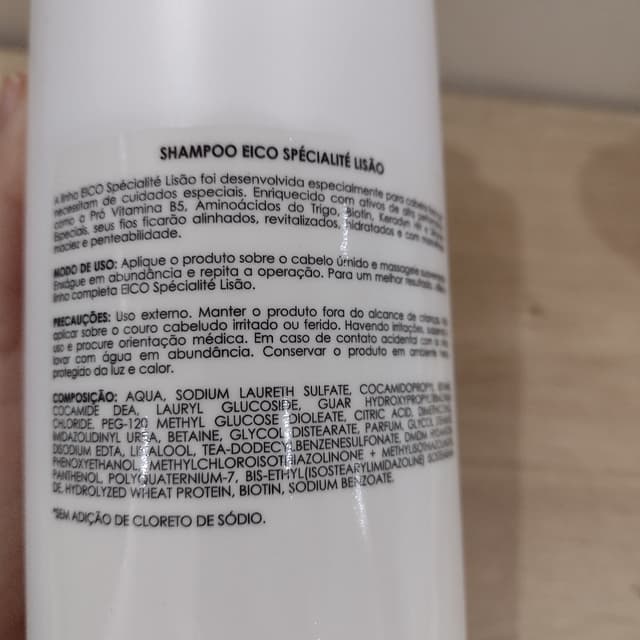 SHAMPOO EICO SPÉCIALITÉ LISÃO
A linha EICO Spécialité Lisão foi desenvolvida especialmente para cabelos
necessitam de cuidados especiais. Enriquecido com ativos de alta
como a Pró Vitamina B5, Aminoácidos do Trigo, Biotin,
Especiais, seus fios ficarão alinhados, revitalizados, hidratados e com
maciez e penteabilidade.
MODO DE USO: Aplique o produto sobre o cabelo úmido e massageie
Enxágue em abundância e repita a operação. Para um melhor resultado,
linha completa EICO Spécialité Lisão.
PRECAUÇÕES: Uso externo. Manter o produto fora do alcance de crianças.
aplicar sobre o couro cabeludo irritado ou ferido. Havendo irritações,
uso e procure orientação médica. Em caso de contato acidental com
lavar com água em abundância. Conservar o produto em ambiente
protegido da luz e calor.
COMPOSIÇÃO: AQUA, SODIUM LAURETH SULFATE, COCAMIDOPROPYL
COCAMIDE DEA, LAURYL GLUCOSIDE, GUAR HYDROXYPROPYL
CHLORIDE, PEG-120 METHYL GLUCOSE DIOLEATE, CITRIC ACID,
IMIDAZOLIDINYL UREA, BETAINE, GLYCOL DISTEARATE, PARFUM, GLYCOL
DISODIUM EDTA, LINALOOL, TEA-DODECYLBENZENESULFONATE, DMDM
PHENOXYETHANOL, METHYLCHLOROISOTHIAZOLINONE + METHYLISOTHIAZOLINONE,
PANTHENOL, POLYQUATERNIUM-7, BIS-ETHYL(ISOSTEARYLIMIDAZOLINE)
DE, HYDROLYZED WHEAT PROTEIN, BIOTIN, SODIUM BENZOATE.
*SEM ADIÇÃO DE CLORETO DE SÓDIO.